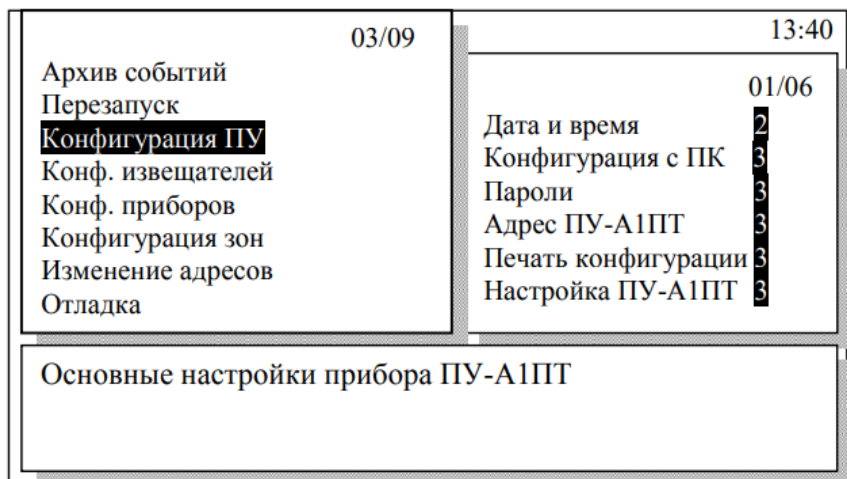 03/09
Архив событий
Перезапуск
Конфигурация ПУ
Конф. извещателей
Конф. приборов
Конфигурация зон
Изменение адресов
Отладка
13:40
01/06
Дата и время 2
Конфигурация с ПК 3
Пароли 3
Адрес ПУ-А1ПТ 3
Печать конфигурации 3
Настройка ПУ-А1ПТ 3
Основные настройки прибора ПУ-А1ПТ